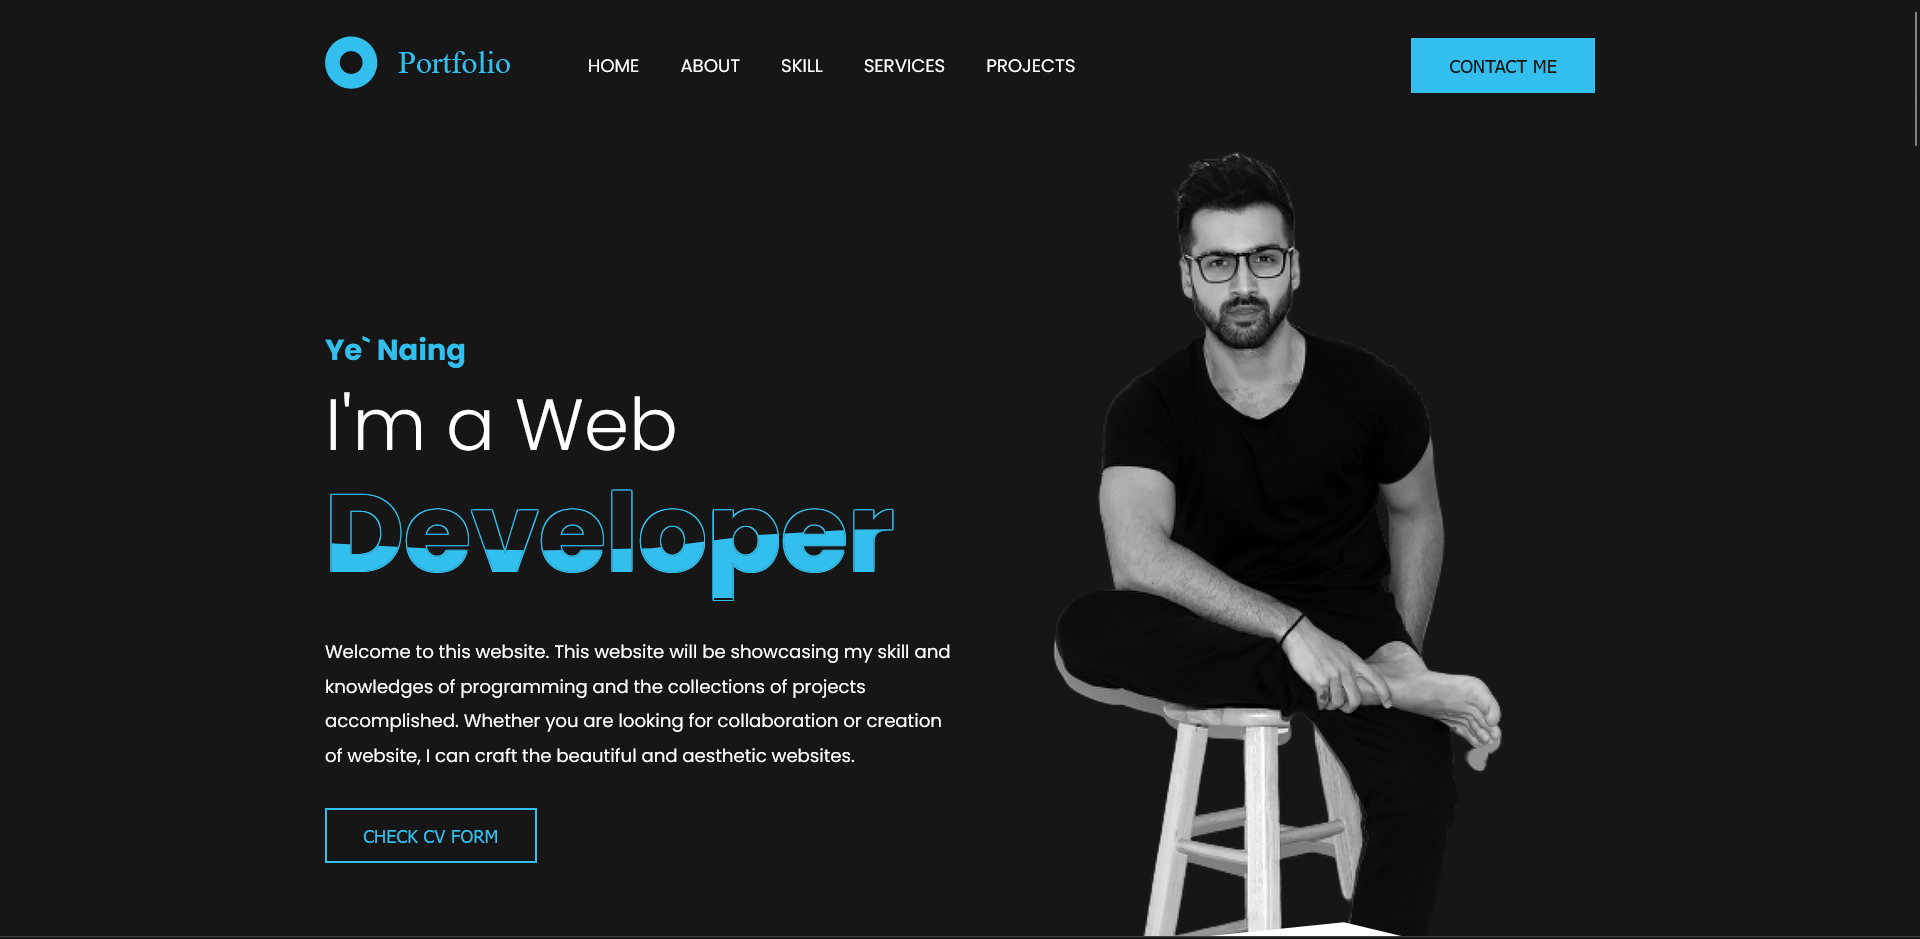 Portfolio
HOME ABOUT SKILL SERVICES PROJECTS
CONTACT ME
Ye` Naing
I'm a Web
Developer
Welcome to this website. This website will be showcasing my skill and
knowledges of programming and the collections of projects
accomplished. Whether you are looking for collaboration or creation
of website, I can craft the beautiful and aesthetic websites.
CHECK CV FORM